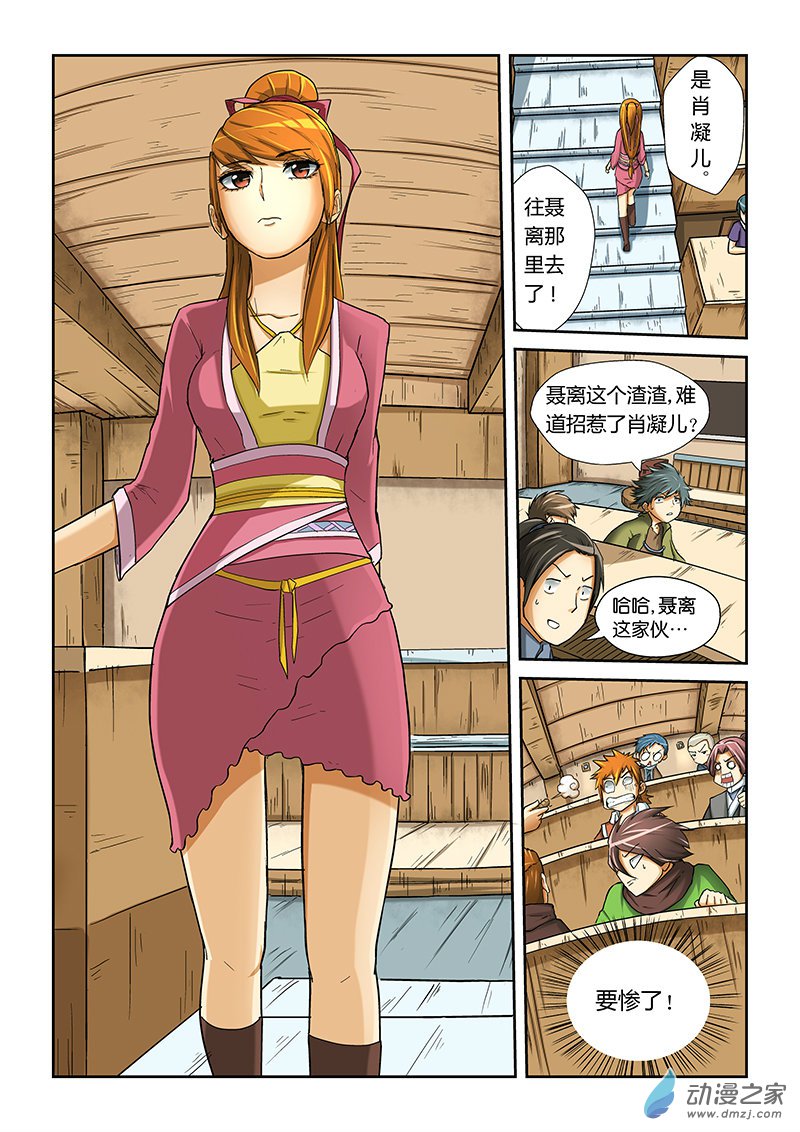 是肖凝儿。
往聂
离那
里去
了！
聂离这个渣渣，难
道招惹了肖凝儿？
哈哈，聂离
这家伙…
要惨了！
动漫之家
www.dmzj.com